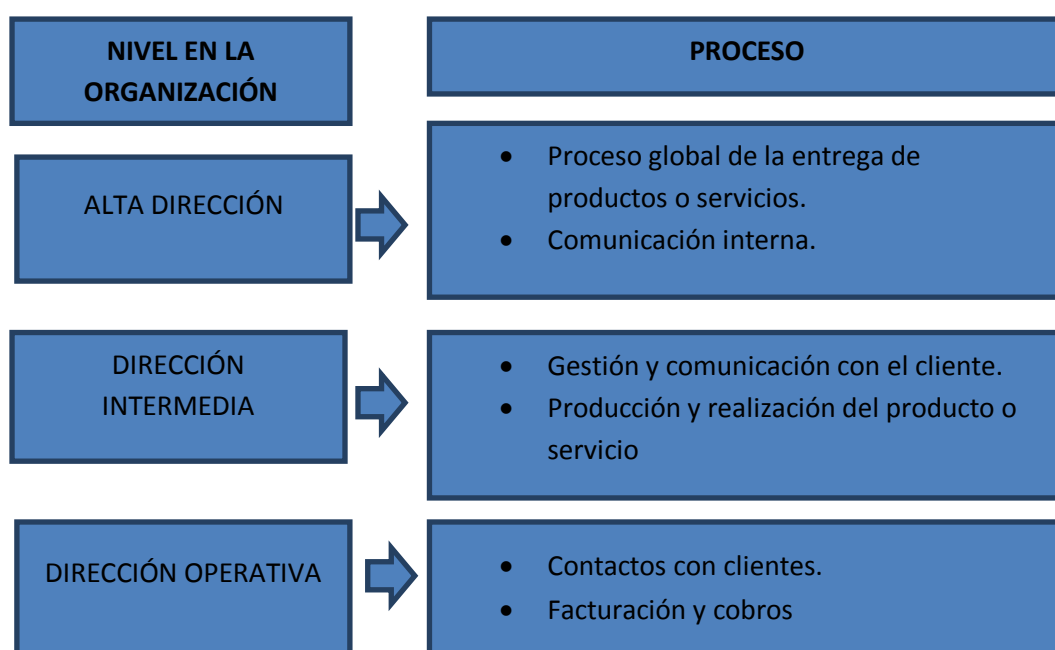 NIVEL EN LA
ORGANIZACIÓN
PROCESO
ALTA DIRECCIÓN
• Proceso global de la entrega de
productos o servicios.
• Comunicación interna.
DIRECCIÓN
INTERMEDIA
• Gestión y comunicación con el cliente.
• Producción y realización del producto o
servicio
DIRECCIÓN OPERATIVA
• Contactos con clientes.
• Facturación y cobros